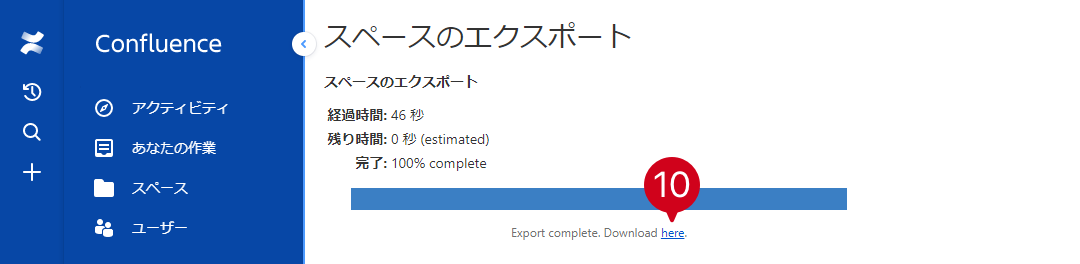 Confluence
アクティビティ
あなたの作業
スペース
ユーザー
スペースのエクスポート
スペースのエクスポート
経過時間: 46 秒
残り時間: 0 秒 (estimated)
完了: 100% complete
10
Export complete. Download here.